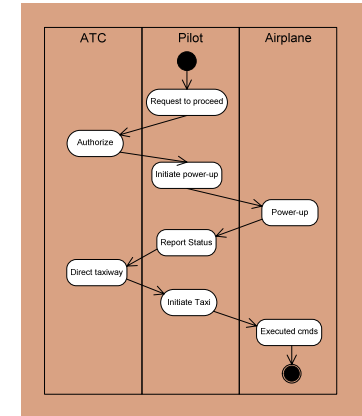 ATC
Pilot
Airplane
Request to proceed
Authorize
Initiate power-up
Power-up
Report Status
Direct taxiway
Initiate Taxi
Executed cmds